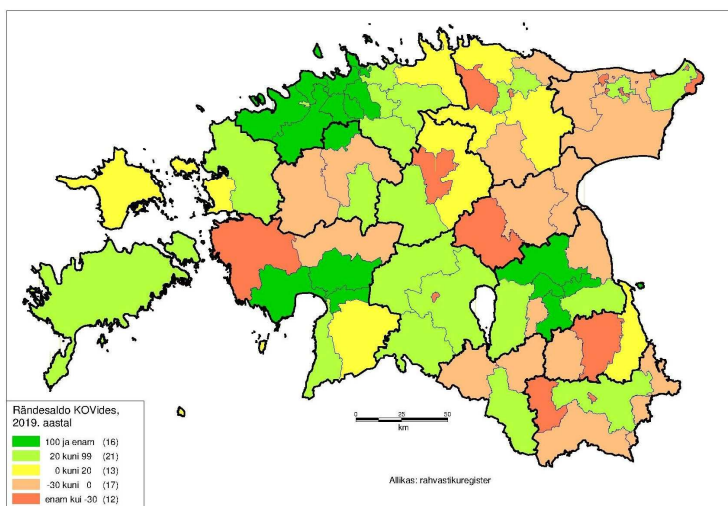 Rändesaldo KOVides,
2019. aastal
100 ja enam (16)
20 kuni 99 (21)
0 kuni 20 (13)
-30 kuni 0 (17)
enam kui -30 (12)
0 25 50
km
Allikas: rahvastikuregister